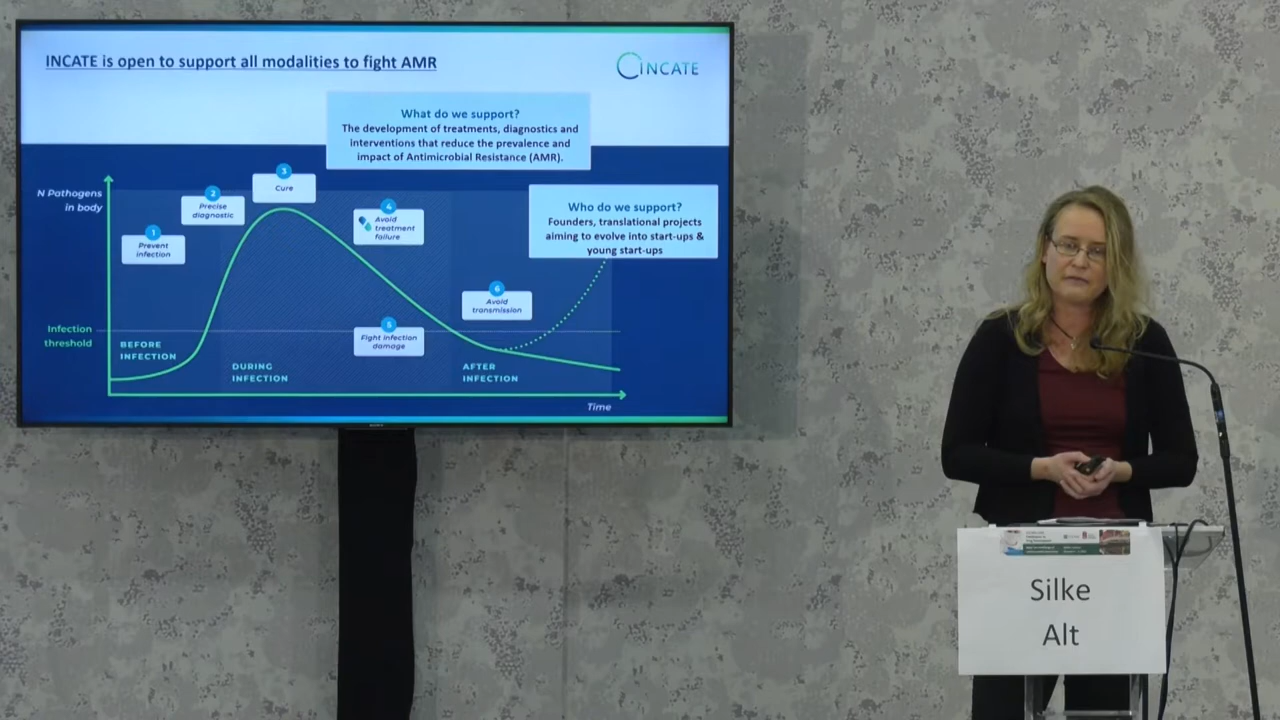 INCATE is open to support all modalities to fight AMR
INCATE
What do we support?
The development of treatments, diagnostics and
interventions that reduce the prevalence and
impact of Antimicrobial Resistance (AMR).
Who do we support?
Founders, translational projects
aiming to evolve into start-ups &
young start-ups
N Pathogens
in body
1
Prevent
infection
2
Precise
diagnostic
3
Cure
4
Avoid
treatment
failure
5
Fight infection
damage
6
Avoid
transmission
Infection
threshold
BEFORE
INFECTION
DURING
INFECTION
AFTER
INFECTION
Time
Silke
Alt